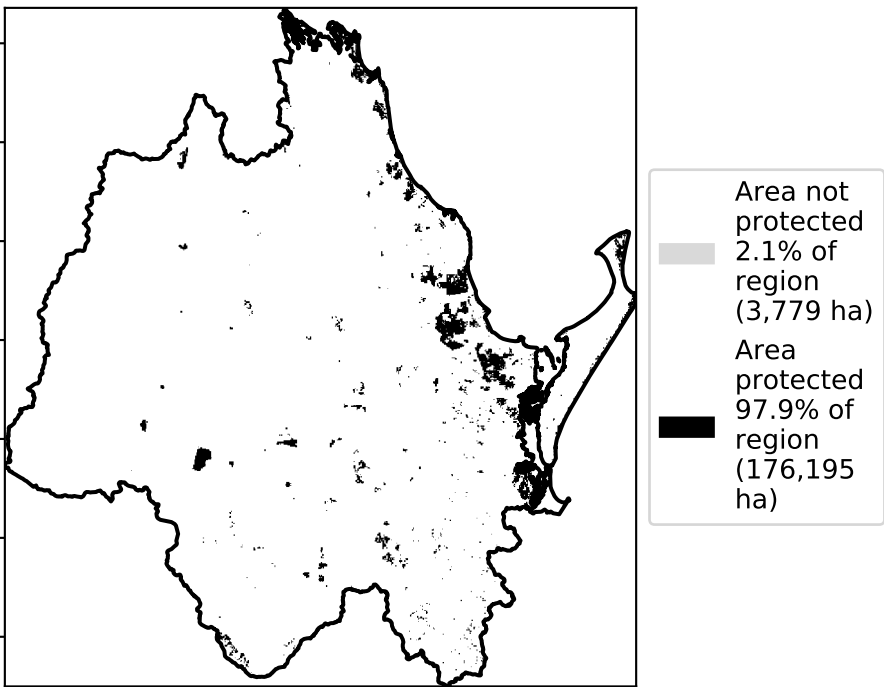 Area not
protected
2.1% of
region
(3,779 ha)
Area
protected
97.9% of
region
(176,195
ha)